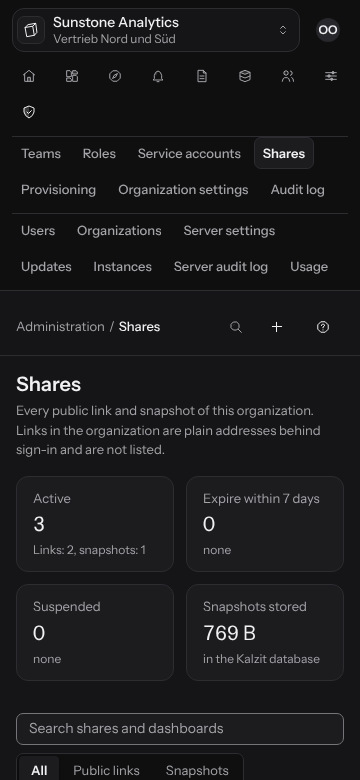 Sunstone Analytics
Vertrieb Nord und Süd
OO
Teams Roles Service accounts Shares
Provisioning Organization settings Audit log
Users Organizations Server settings
Updates Instances Server audit log Usage
Administration / Shares
Shares
Every public link and snapshot of this organization.
Links in the organization are plain addresses behind
sign-in and are not listed.
Active
3
Links: 2, snapshots: 1
Expire within 7 days
0
none
Suspended
0
none
Snapshots stored
769 B
in the Kalzit database
Search shares and dashboards
All Public links Snapshots